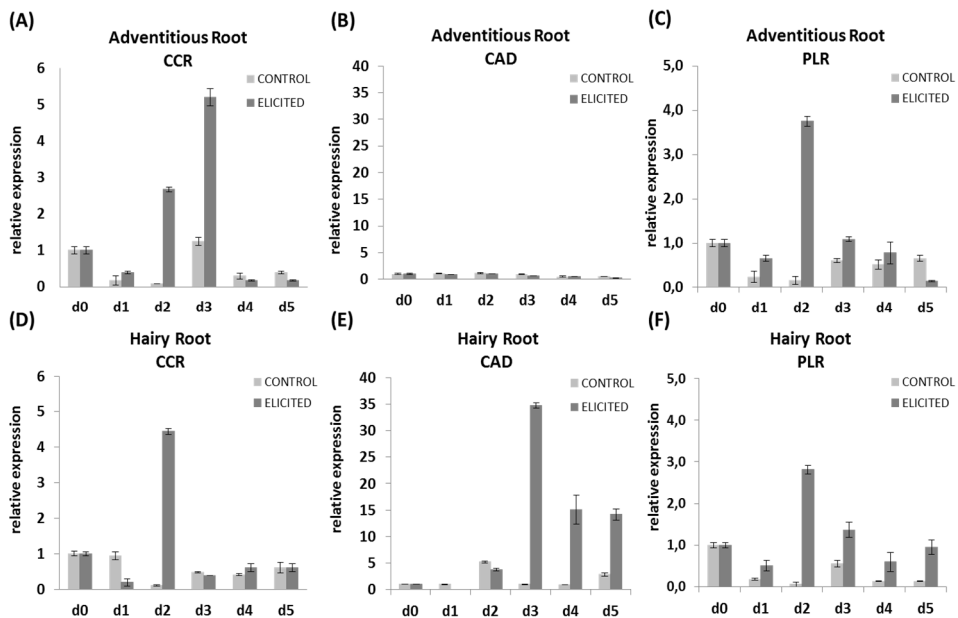 (A)
Adventitious Root
CCR
CONTROL
ELICITED
relative expression
6
5
4
3
2
1
0
d0 d1 d2 d3 d4 d5
(B)
Adventitious Root
CAD
CONTROL
ELICITED
relative expression
40
35
30
25
20
15
10
5
0
d0 d1 d2 d3 d4 d5
(C)
Adventitious Root
PLR
CONTROL
ELICITED
relative expression
5,0
4,0
3,0
2,0
1,0
0,0
d0 d1 d2 d3 d4 d5
(D)
Hairy Root
CCR
CONTROL
ELICITED
relative expression
6
5
4
3
2
1
0
d0 d1 d2 d3 d4 d5
(E)
Hairy Root
CAD
CONTROL
ELICITED
relative expression
40
35
30
25
20
15
10
5
0
d0 d1 d2 d3 d4 d5
(F)
Hairy Root
PLR
CONTROL
ELICITED
relative expression
5,0
4,0
3,0
2,0
1,0
0,0
d0 d1 d2 d3 d4 d5